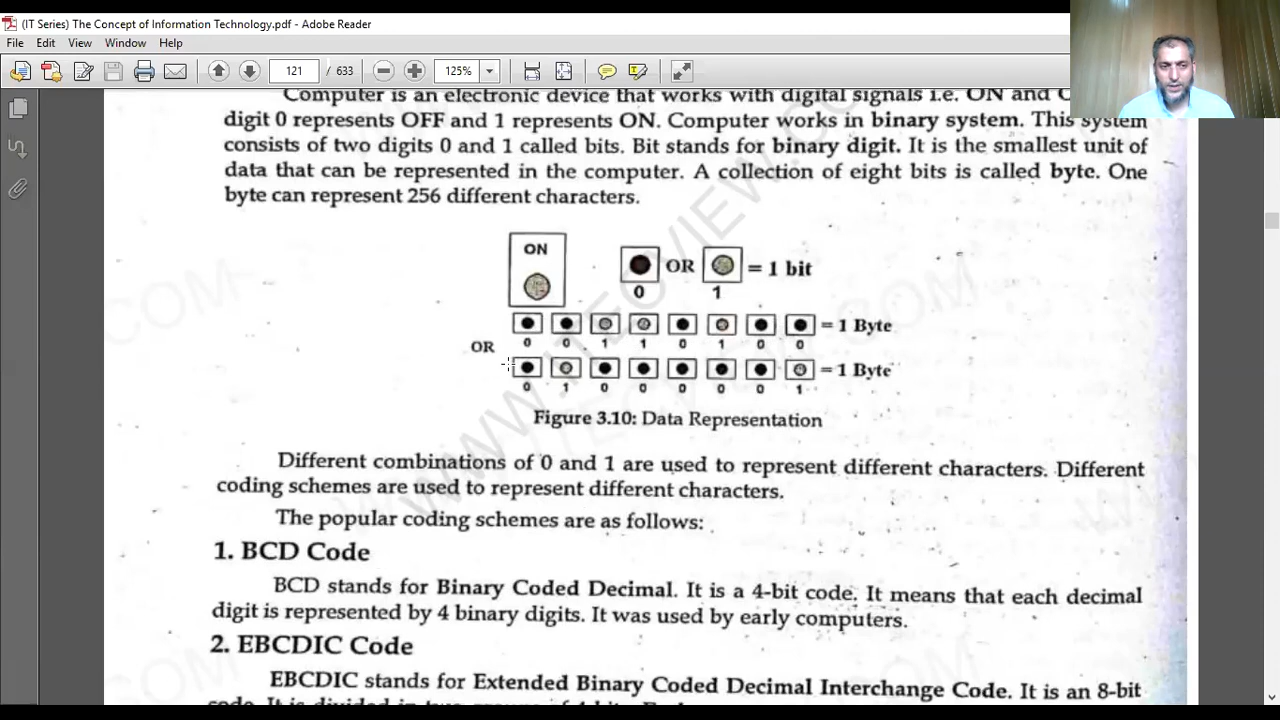 (IT Series) The Concept of Information Technology.pdf - Adobe Reader
File Edit View Window Help
121 / 633 125%
Computer is an electronic device that works with digital signals i.e. ON and
digit 0 represents OFF and 1 represents ON. Computer works in binary system. This system
consists of two digits 0 and 1 called bits. Bit stands for binary digit. It is the smallest unit of
data that can be represented in the computer. A collection of eight bits is called byte. One
byte can represent 256 different characters.
ON
OR = 1 bit
0 1
= 1 Byte
0 0 1 1 0 1 0 0
OR
= 1 Byte
0 1 0 0 0 0 0 1
Figure 3.10: Data Representation
Different combinations of 0 and 1 are used to represent different characters. Different
coding schemes are used to represent different characters.
The popular coding schemes are as follows:
1. BCD Code
BCD stands for Binary Coded Decimal. It is a 4-bit code. It means that each decimal
digit is represented by 4 binary digits. It was used by early computers.
2. EBCDIC Code
EBCDIC stands for Extended Binary Coded Decimal Interchange Code. It is an 8-bit